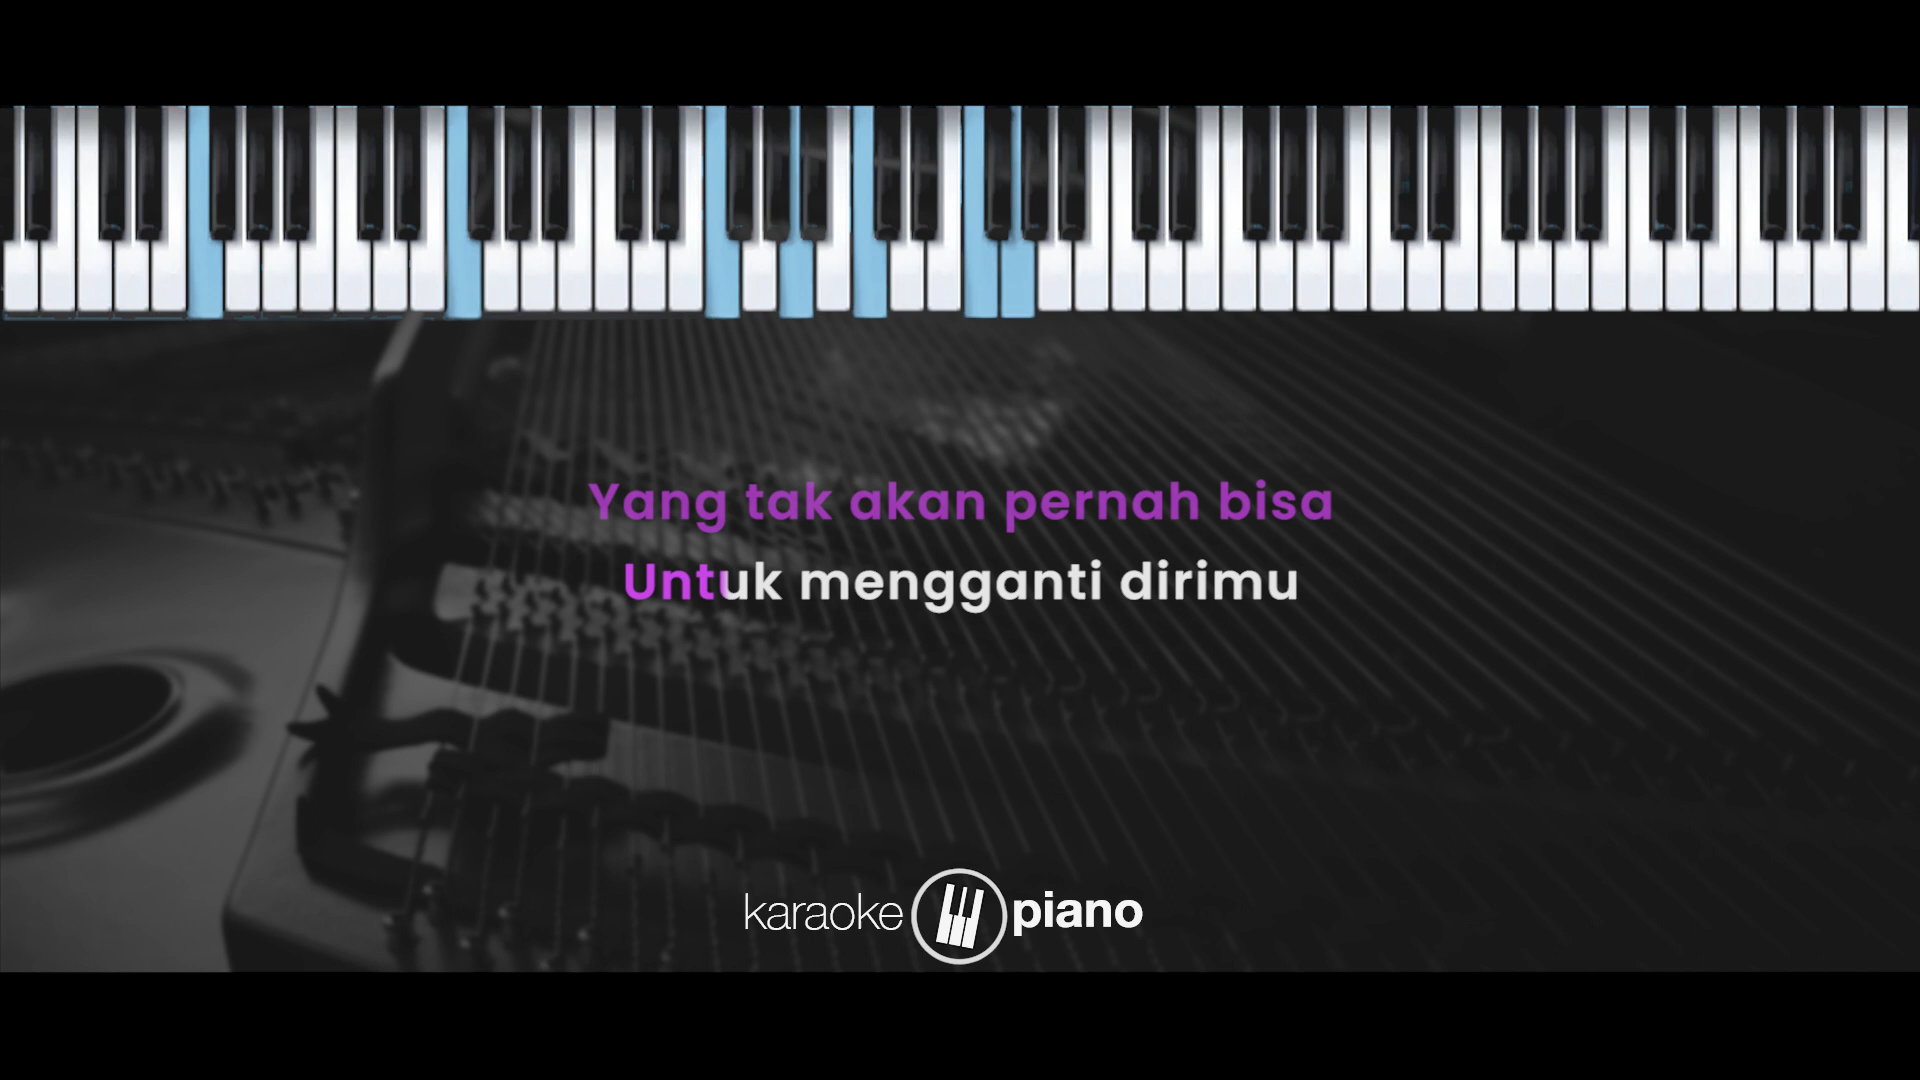 Yang tak akan pernah bisa
Untuk mengganti dirimu
karaoke piano